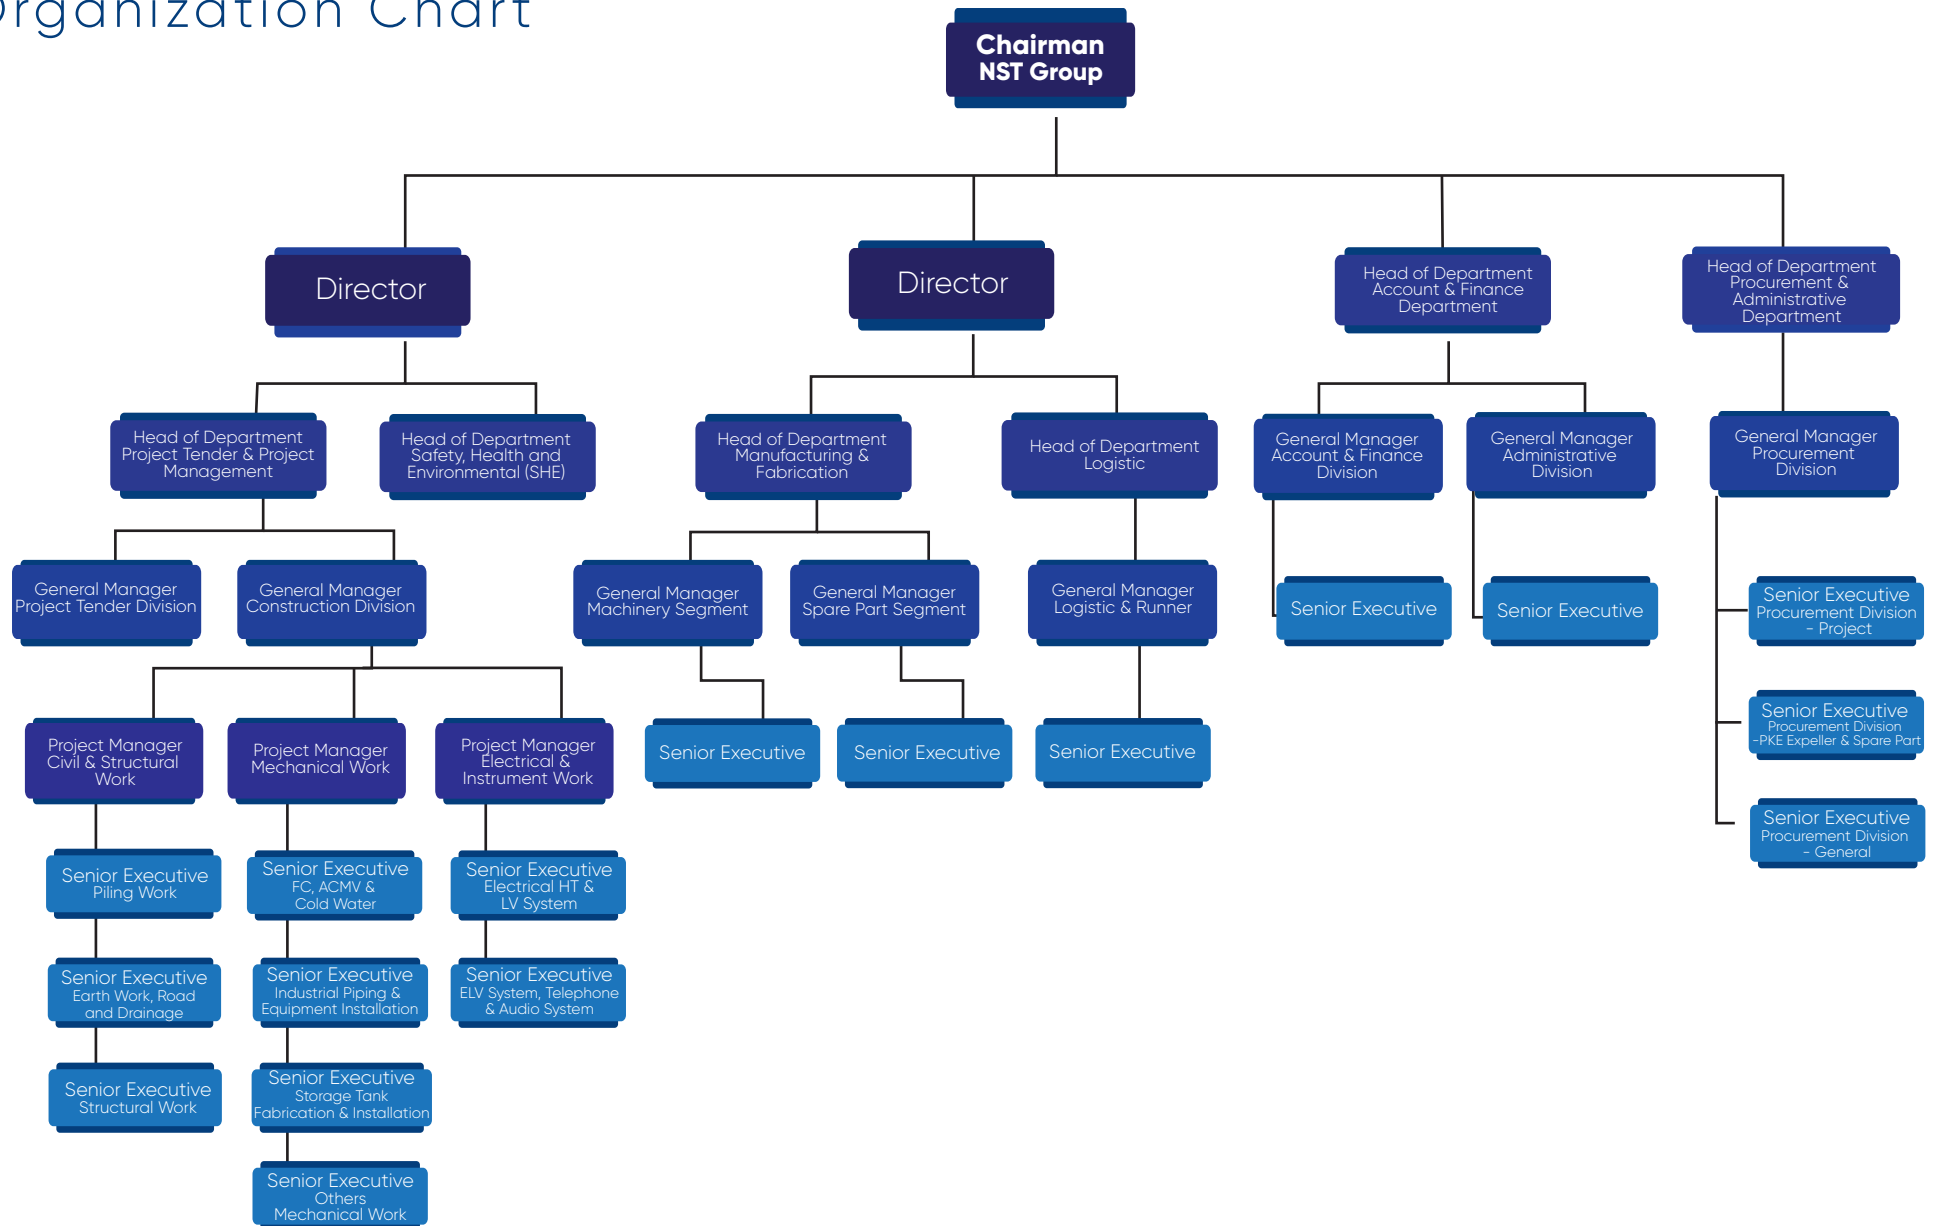 Organization Chart
Chairman
NST Group
Director
Director
Head of Department
Account & Finance
Department
Head of Department
Procurement &
Administrative
Department
Head of Department
Project Tender & Project
Management
Head of Department
Safety, Health and
Environmental (SHE)
Head of Department
Manufacturing &
Fabrication
Head of Department
Logistic
General Manager
Account & Finance
Division
General Manager
Administrative
Division
General Manager
Procurement
Division
General Manager
Project Tender Division
General Manager
Construction Division
General Manager
Machinery Segment
General Manager
Spare Part Segment
General Manager
Logistic & Runner
Senior Executive
Senior Executive
Senior Executive
Procurement Division
- Project
Project Manager
Civil & Structural
Work
Project Manager
Mechanical Work
Project Manager
Electrical &
Instrument Work
Senior Executive
Senior Executive
Senior Executive
Senior Executive
Procurement Division
-PKE Expeller & Spare Part
Senior Executive
Procurement Division
- General
Senior Executive
Piling Work
Senior Executive
FC, ACMV &
Cold Water
Senior Executive
Electrical HT &
LV System
Senior Executive
Earth Work, Road
and Drainage
Senior Executive
Industrial Piping &
Equipment Installation
Senior Executive
ELV System, Telephone
& Audio System
Senior Executive
Structural Work
Senior Executive
Storage Tank
Fabrication & Installation
Senior Executive
Others
Mechanical Work